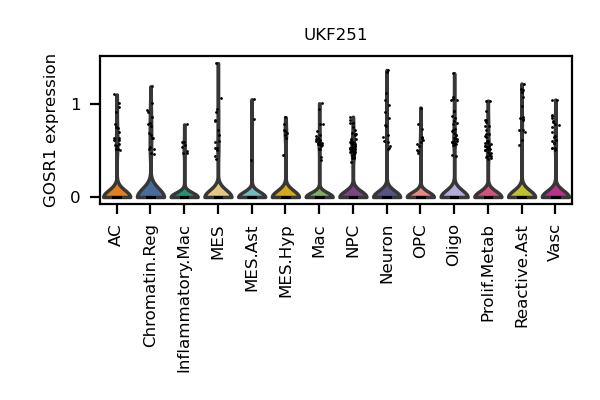 UKF251
GOSR1 expression
1
0
AC
Chromatin.Reg
Inflammatory.Mac
MES
MES.Ast
MES.Hyp
Mac
NPC
Neuron
OPC
Oligo
Prolif.Metab
Reactive.Ast
Vasc